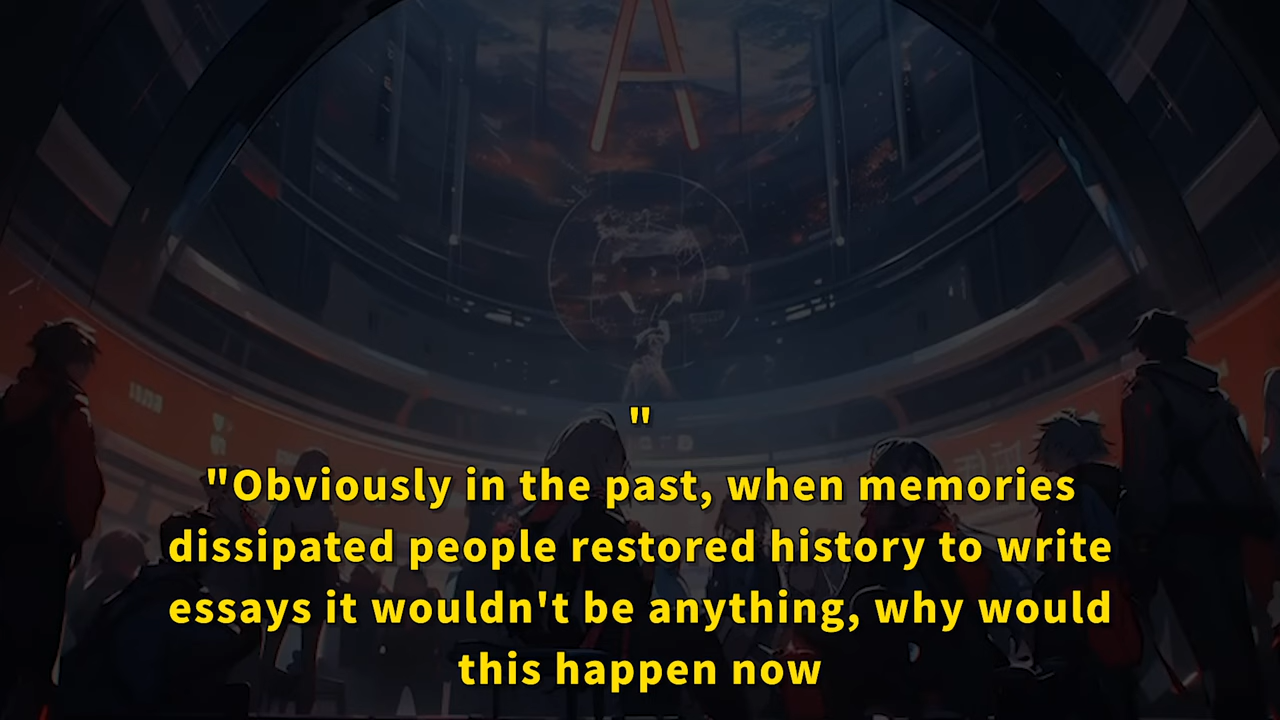 A
"
"Obviously in the past, when memories
dissipated people restored history to write
essays it wouldn't be anything, why would
this happen now